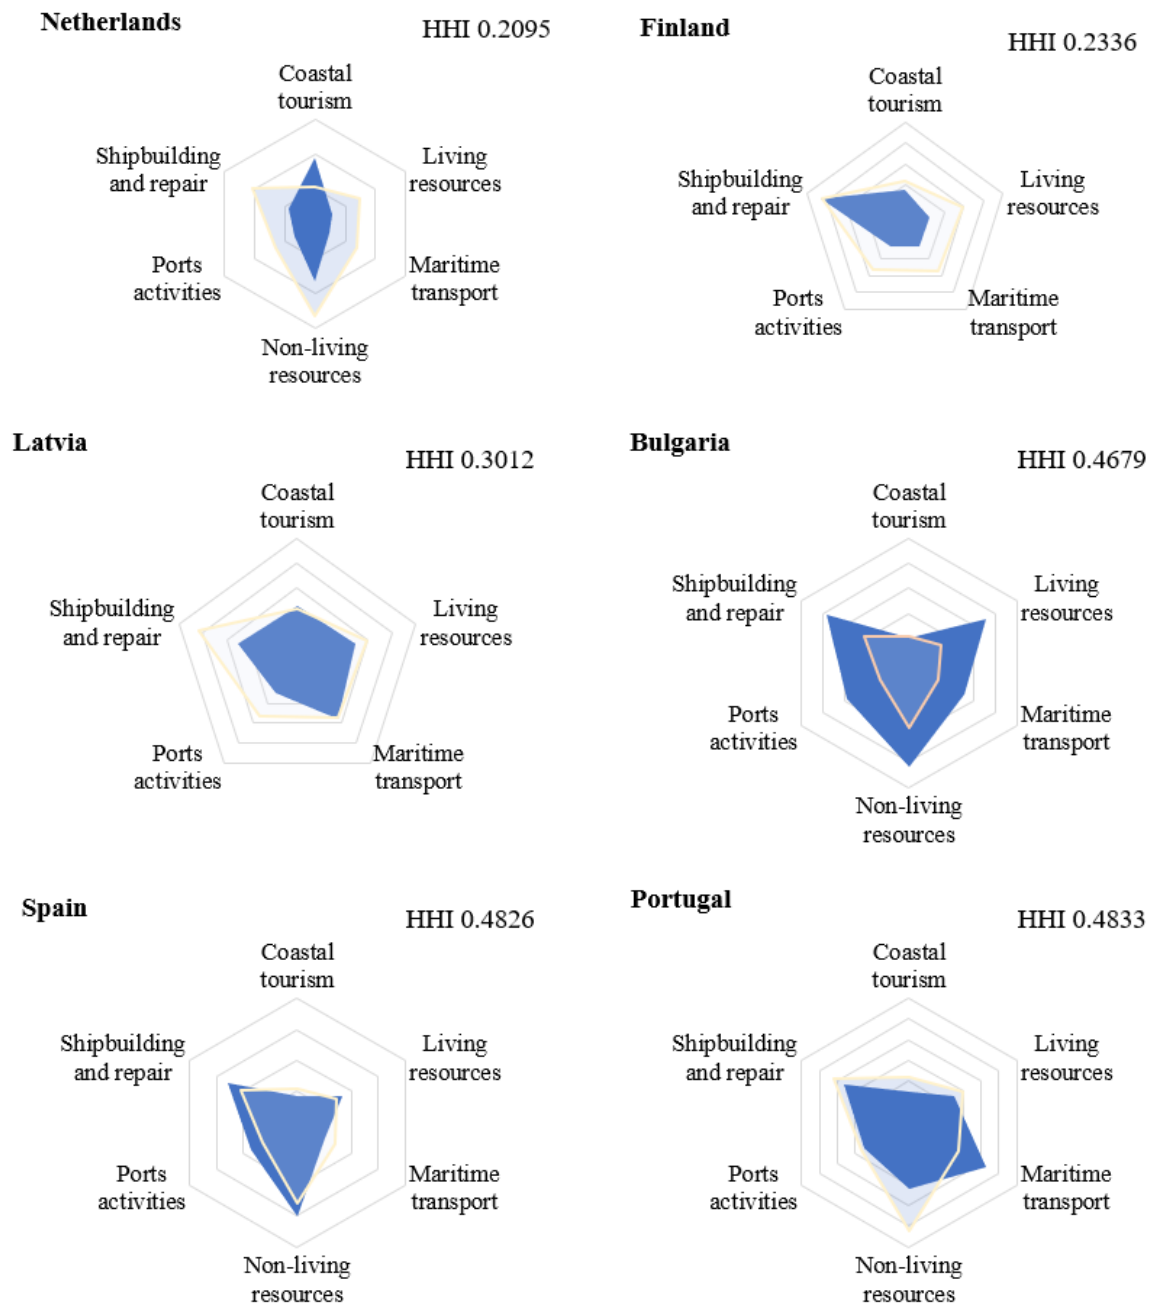 Netherlands
HHI 0.2095
Coastal
tourism
Living
resources
Maritime
transport
Non-living
resources
Ports
activities
Shipbuilding
and repair
Finland
HHI 0.2336
Coastal
tourism
Living
resources
Maritime
transport
Ports
activities
Shipbuilding
and repair
Latvia
HHI 0.3012
Coastal
tourism
Living
resources
Maritime
transport
Ports
activities
Shipbuilding
and repair
Bulgaria
HHI 0.4679
Coastal
tourism
Living
resources
Maritime
transport
Non-living
resources
Ports
activities
Shipbuilding
and repair
Spain
HHI 0.4826
Coastal
tourism
Living
resources
Maritime
transport
Non-living
resources
Ports
activities
Shipbuilding
and repair
Portugal
HHI 0.4833
Coastal
tourism
Living
resources
Maritime
transport
Non-living
resources
Ports
activities
Shipbuilding
and repair